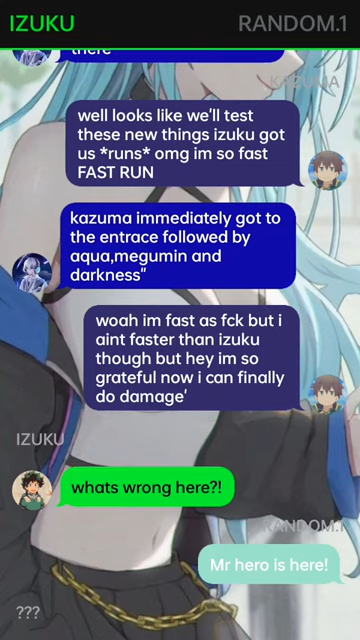 IZUKU
RANDOM.1
there
KAZUMA
well looks like we'll test
these new things izuku got
us *runs* omg im so fast
FAST RUN
kazuma immediately got to
the entrace followed by
aqua,megumin and
darkness"
woah im fast as fck but i
aint faster than izuku
though but hey im so
grateful now i can finally
do damage'
IZUKU
whats wrong here?!
RANDOM.1
Mr hero is here!
???